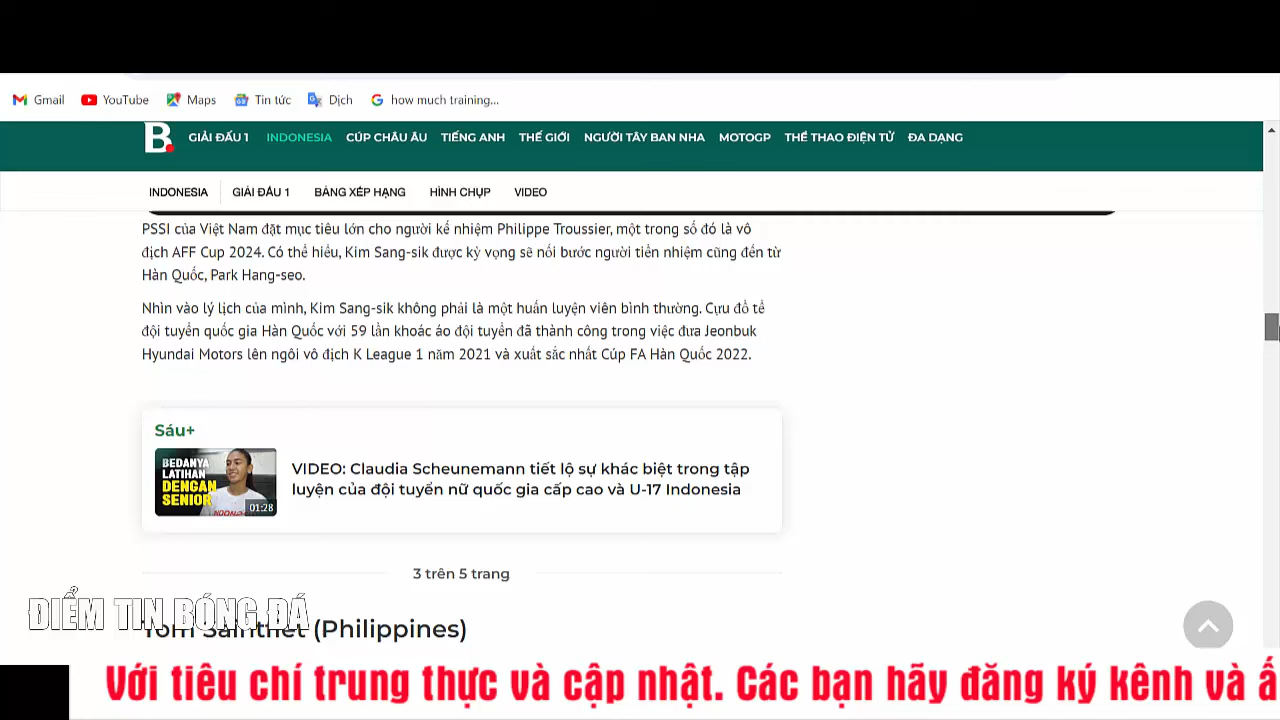 Gmail YouTube Maps Tin tức Dịch how much training...
B. GIẢI ĐẤU 1 INDONESIA CÚP CHÂU ÂU TIẾNG ANH THẾ GIỚI NGƯỜI TÂY BAN NHA MOTOGP THỂ THAO ĐIỆN TỬ ĐA DẠNG
INDONESIA GIẢI ĐẤU 1 BẢNG XẾP HẠNG HÌNH CHỤP VIDEO
PSSI của Việt Nam đặt mục tiêu lớn cho người kế nhiệm Philippe Troussier, một trong số đó là vô
địch AFF Cup 2024. Có thể hiểu, Kim Sang-sik được kỳ vọng sẽ nối bước người tiền nhiệm cũng đến từ
Hàn Quốc, Park Hang-seo.
Nhìn vào lý lịch của mình, Kim Sang-sik không phải là một huấn luyện viên bình thường. Cựu đồ tể
đội tuyển quốc gia Hàn Quốc với 59 lần khoác áo đội tuyển đã thành công trong việc đưa Jeonbuk
Hyundai Motors lên ngôi vô địch K League 1 năm 2021 và xuất sắc nhất Cúp FA Hàn Quốc 2022.
Sáu+
BEDANYA
LATIHAN
DENGAN
SENIOR
01:28
VIDEO: Claudia Scheunemann tiết lộ sự khác biệt trong tập
luyện của đội tuyển nữ quốc gia cấp cao và U-17 Indonesia
3 trên 5 trang
ĐIỂM TIN BÓNG ĐÁ
Tom Saintfiet (Philippines)
Với tiêu chí trung thực và cập nhật. Các bạn hãy đăng ký kênh và ấ